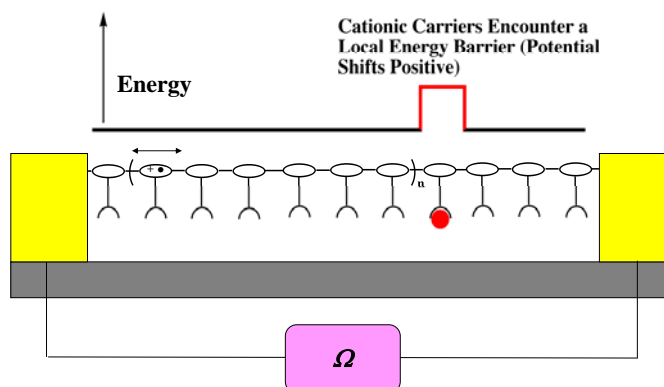 Cationic Carriers Encounter a
Local Energy Barrier (Potential
Shifts Positive)
Energy
+ •
n
Ω